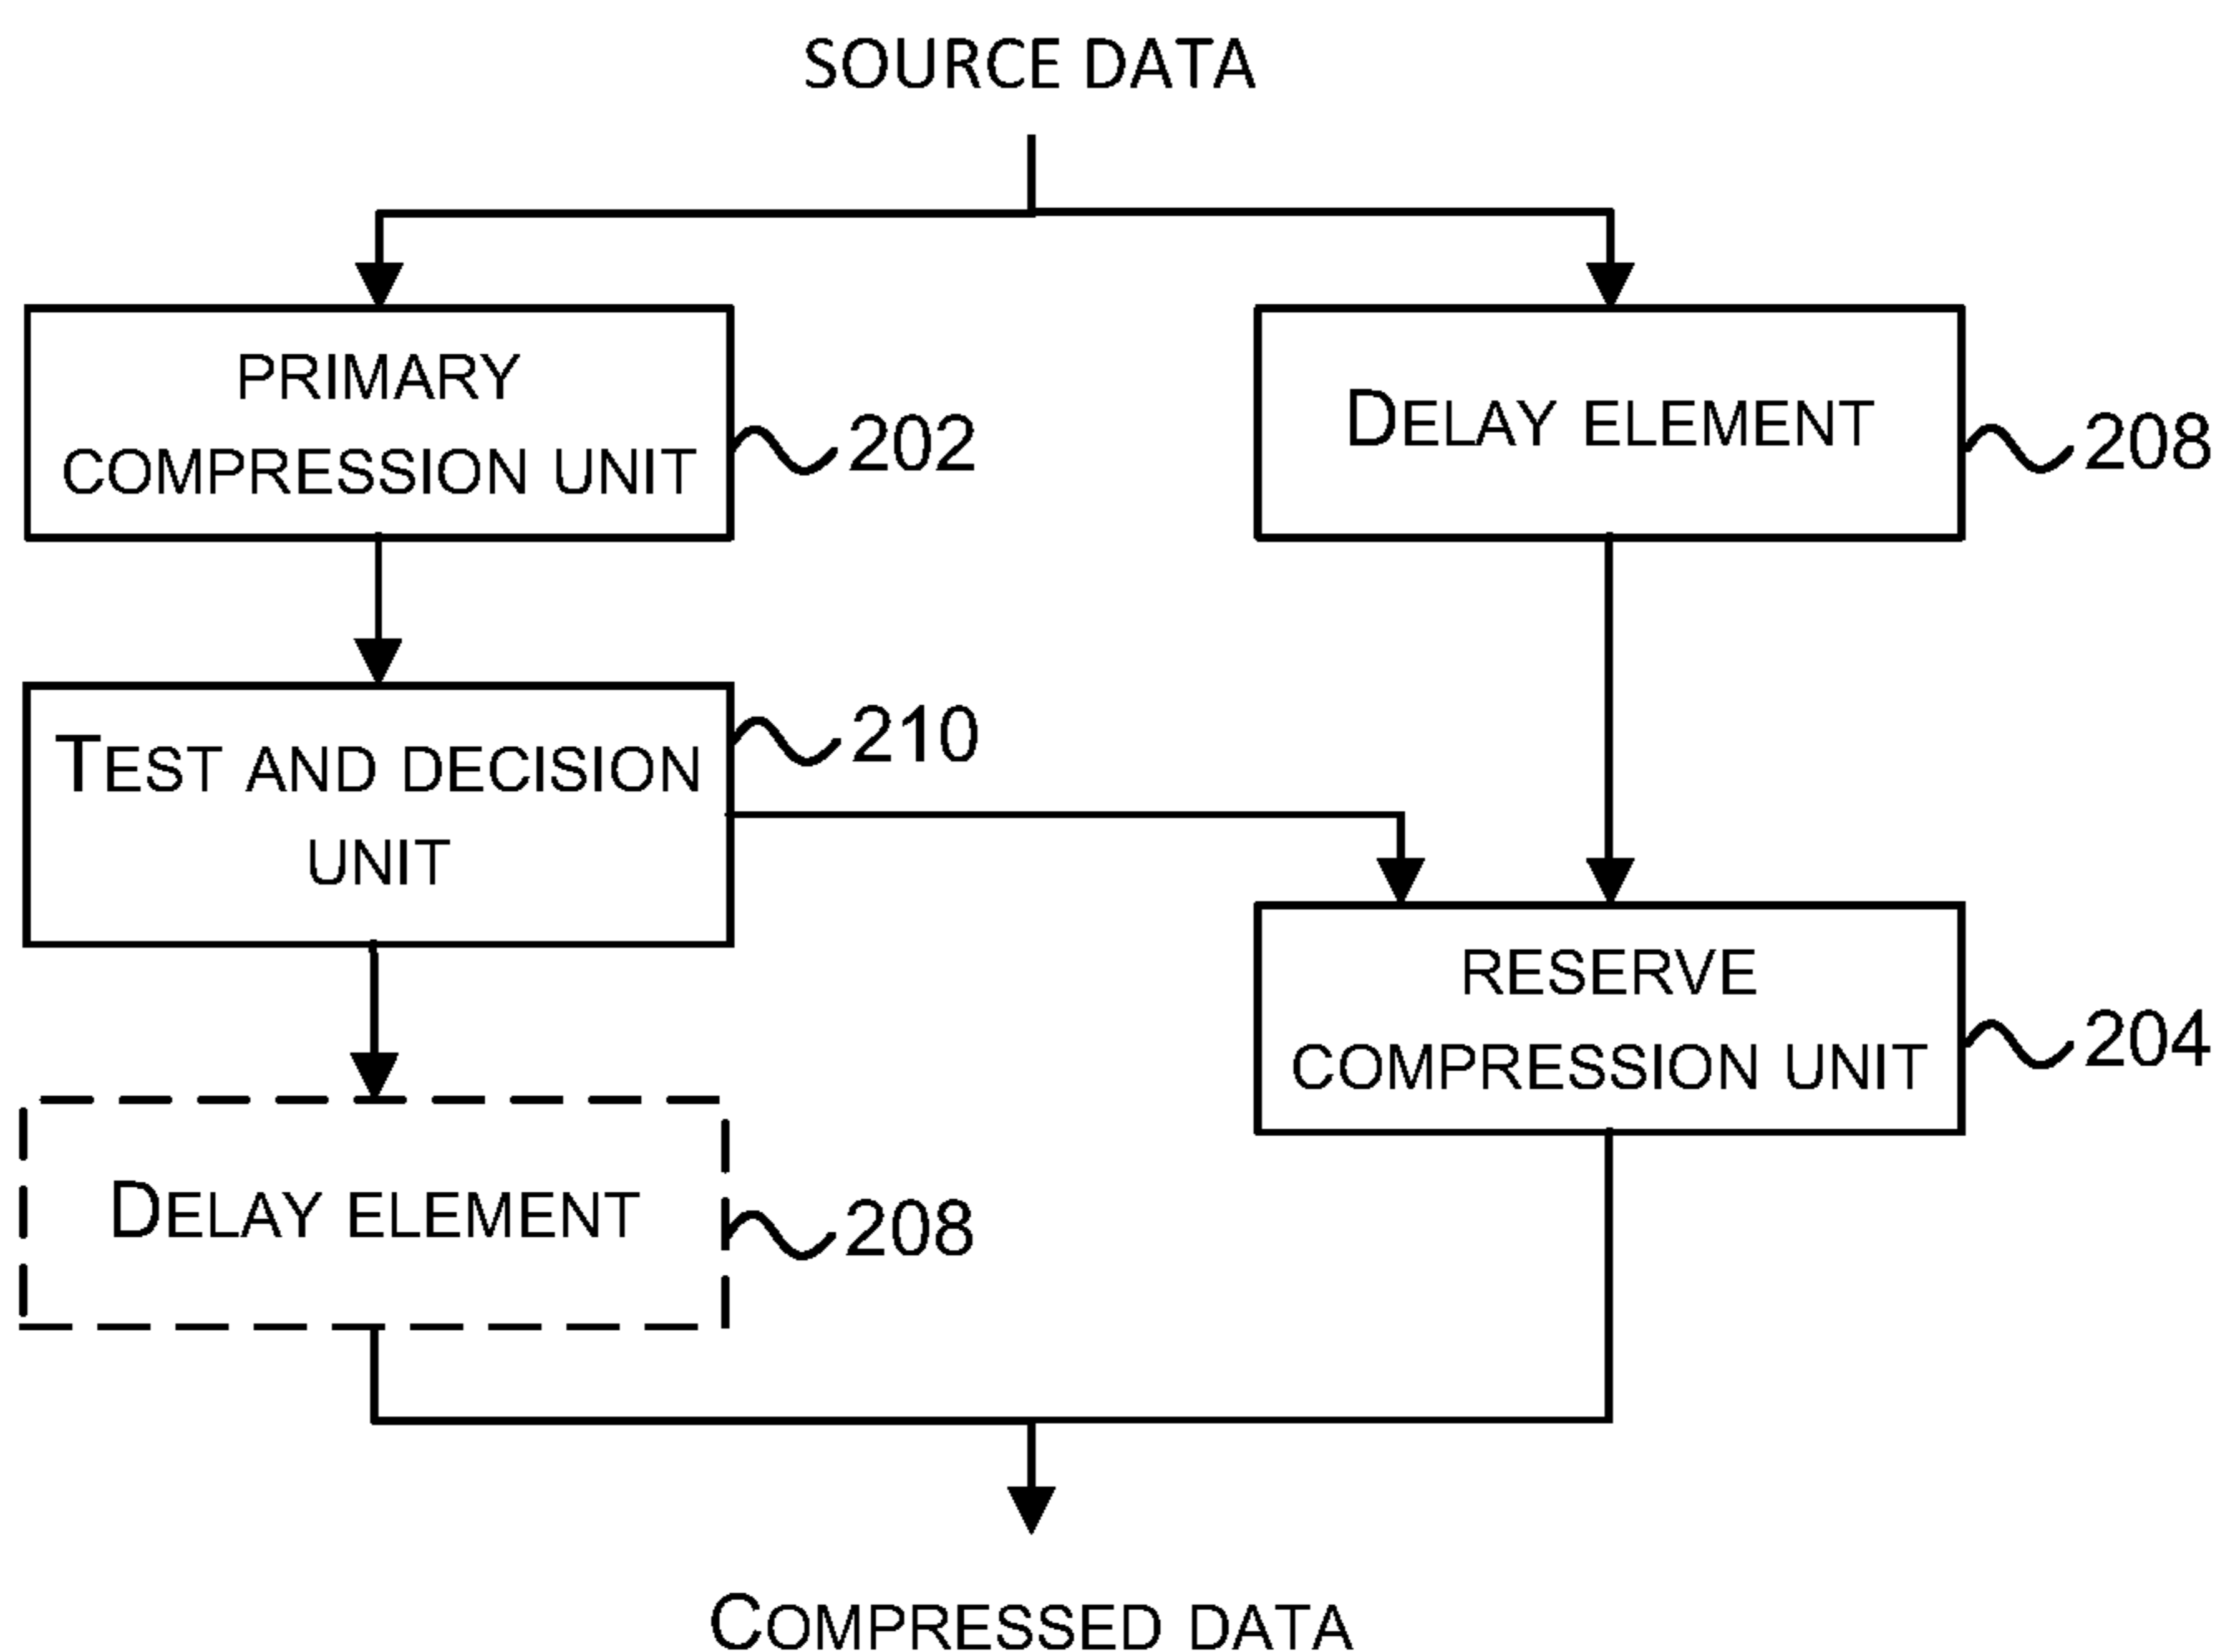 SOURCE DATA
PRIMARY
COMPRESSION UNIT
202
DELAY ELEMENT
208
TEST AND DECISION
UNIT
210
RESERVE
COMPRESSION UNIT
204
DELAY ELEMENT
208
COMPRESSED DATA